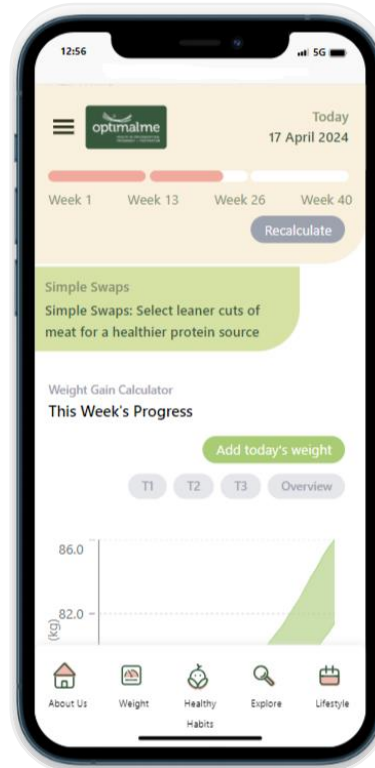 12:56
5G
optimalme
Today
17 April 2024
Week 1 Week 13 Week 26 Week 40
Recalculate
Simple Swaps
Simple Swaps: Select leaner cuts of
meat for a healthier protein source
Weight Gain Calculator
This Week's Progress
Add today's weight
T1 T2 T3 Overview
86.0
82.0
(kg)
About Us Weight Healthy Explore Lifestyle
Habits